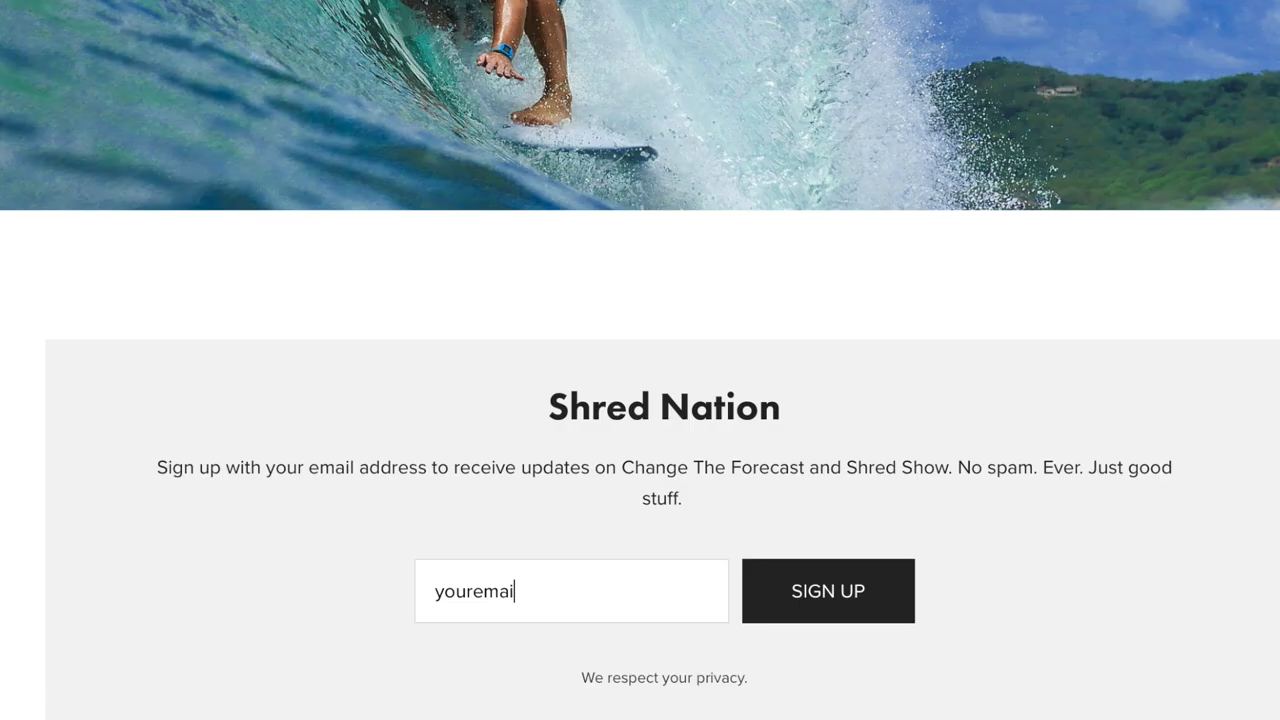 Shred Nation
Sign up with your email address to receive updates on Change The Forecast and Shred Show. No spam. Ever. Just good
stuff.
youremai
SIGN UP
We respect your privacy.